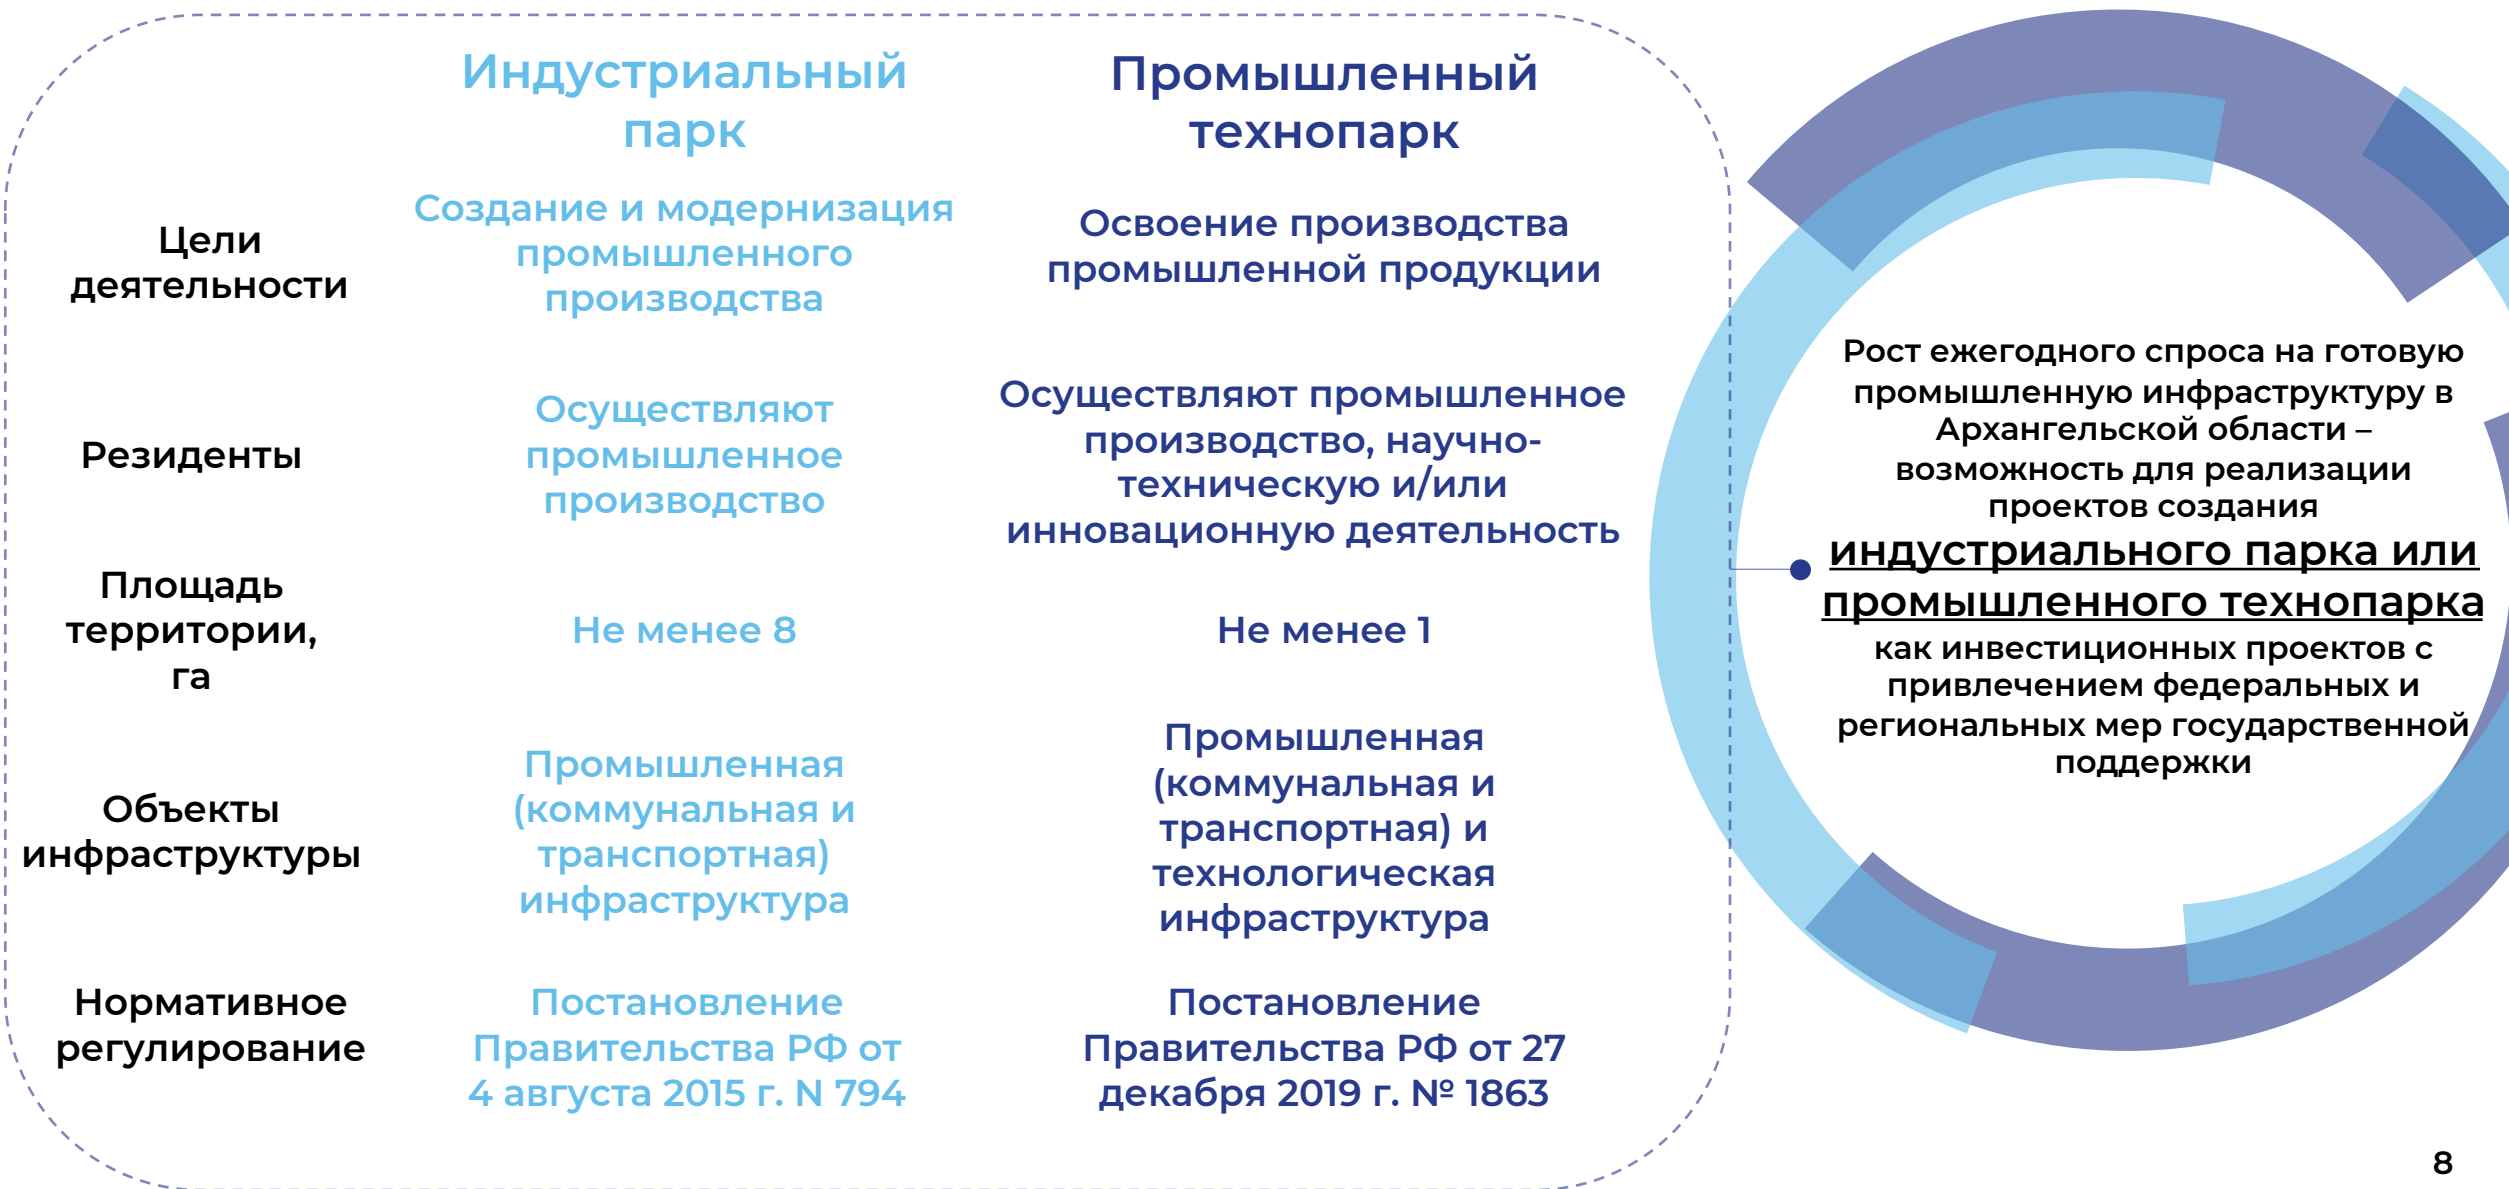 Индустриальный
парк
Промышленный
технопарк
Цели
деятельности
Создание и модернизация
промышленного
производства
Освоение производства
промышленной продукции
Резиденты
Осуществляют
промышленное
производство
Осуществляют промышленное
производство, научно-
техническую и/или
инновационную деятельность
Площадь
территории,
га
Не менее 8
Не менее 1
Объекты
инфраструктуры
Промышленная
(коммунальная и
транспортная)
инфраструктура
Промышленная
(коммунальная и
транспортная) и
технологическая
инфраструктура
Нормативное
регулирование
Постановление
Правительства РФ от
4 августа 2015 г. N 794
Постановление
Правительства РФ от 27
декабря 2019 г. № 1863
Рост ежегодного спроса на готовую
промышленную инфраструктуру в
Архангельской области –
возможность для реализации
проектов создания
индустриального парка или
промышленного технопарка
как инвестиционных проектов с
привлечением федеральных и
региональных мер государственной
поддержки
8